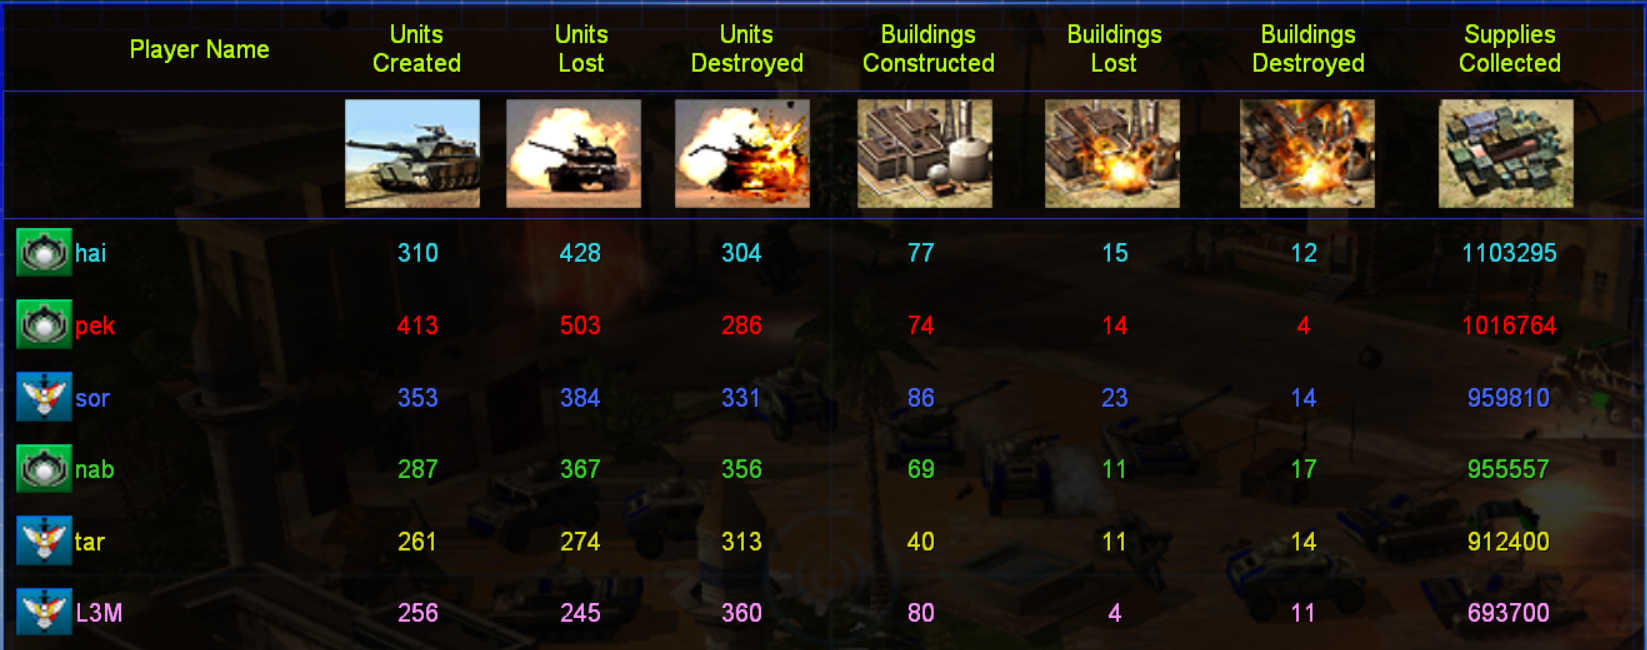 Player Name Units Created Units Lost Units Destroyed Buildings Constructed Buildings Lost Buildings Destroyed Supplies Collected
hai 310 428 304 77 15 12 1103295
pek 413 503 286 74 14 4 1016764
sor 353 384 331 86 23 14 959810
nab 287 367 356 69 11 17 955557
tar 261 274 313 40 11 14 912400
L3M 256 245 360 80 4 11 693700